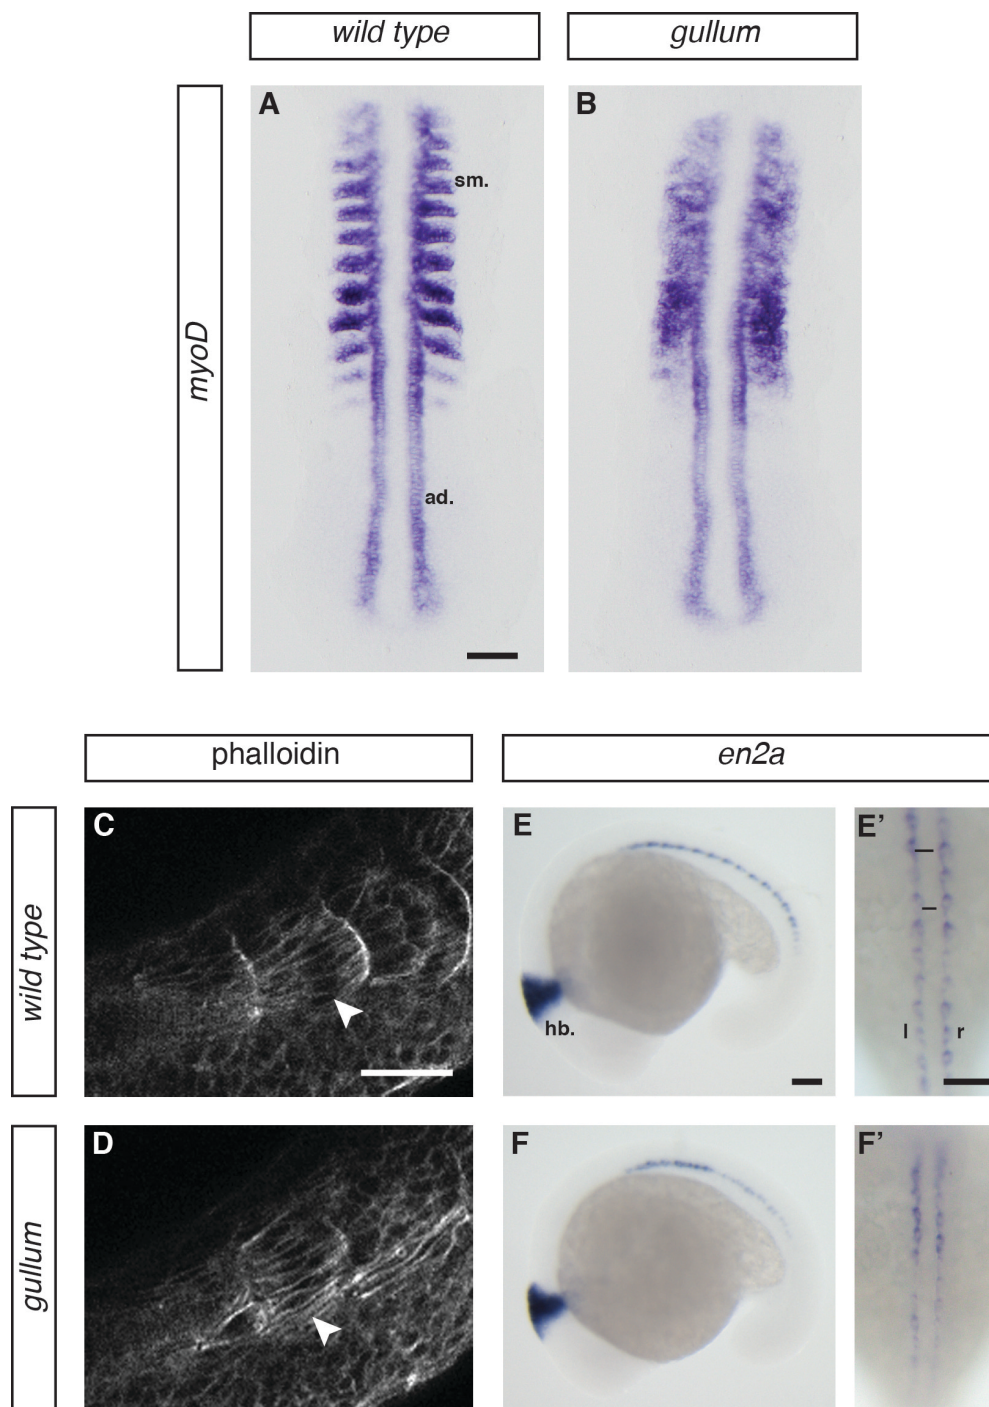 wild type
gullum
myoD
A
sm.
ad.
B
phalloidin
en2a
wild type
C
E
hb.
E’
l
r
gullum
D
F
F’